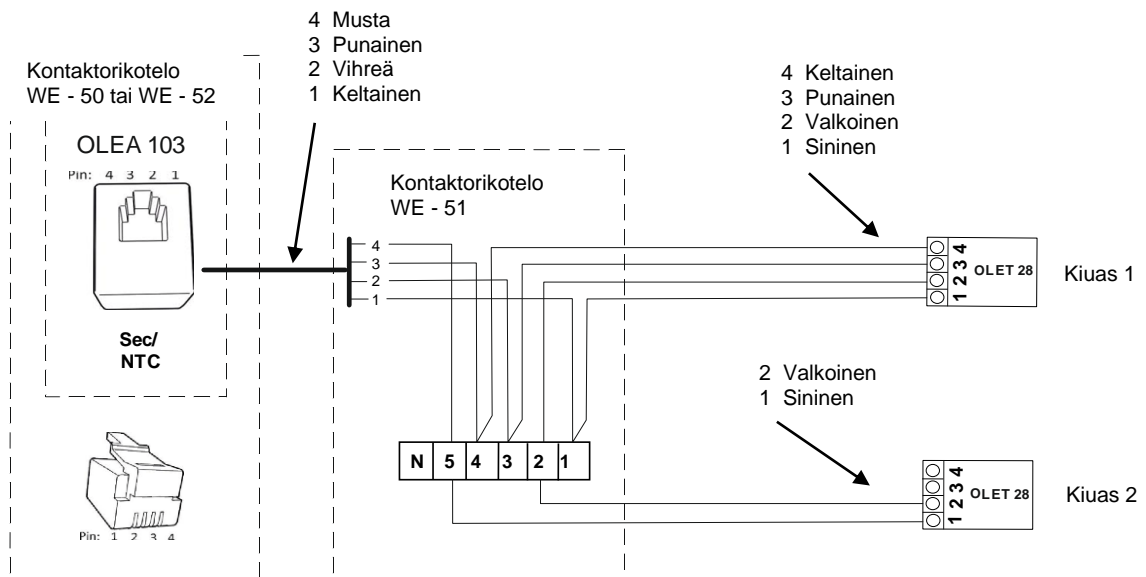 4 Musta
3 Punainen
2 Vihreä
1 Keltainen
Kontaktorikotelo
WE - 50 tai WE - 52
OLEA 103
Pin: 4 3 2 1
Sec/
NTC
Pin: 1 2 3 4
Kontaktorikotelo
WE - 51
4
3
2
1
N 5 4 3 2 1
4 Keltainen
3 Punainen
2 Valkoinen
1 Sininen
1 2 3 4
OLET 28
Kiuas 1
2 Valkoinen
1 Sininen
1 2 3 4
OLET 28
Kiuas 2